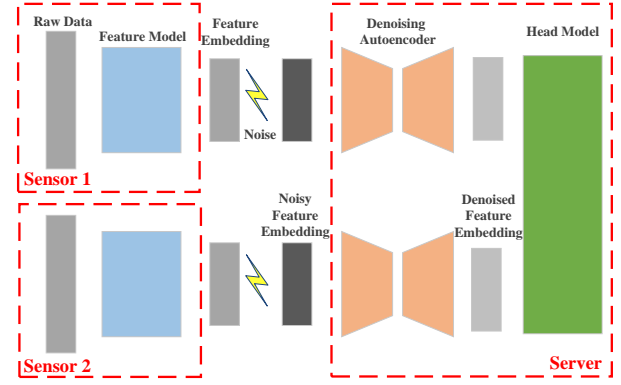 Raw Data
Feature Model
Feature
Embedding
Noise
Denoising
Autoencoder
Head Model
Sensor 1
Noisy
Feature
Embedding
Denoised
Feature
Embedding
Sensor 2
Server